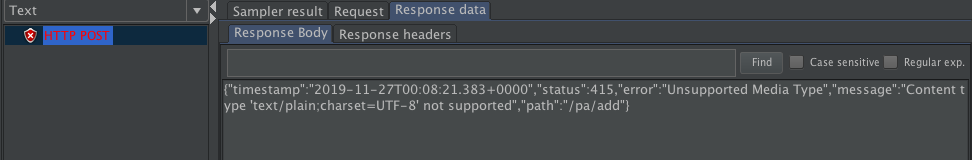 Text
Sampler result Request Response data
HTTP POST
Response Body Response headers
Find Case sensitive Regular exp.
{"timestamp":"2019-11-27T00:08:21.383+0000","status":415,"error":"Unsupported Media Type","message":"Content t
ype 'text/plain;charset=UTF-8' not supported","path":"/pa/add"}